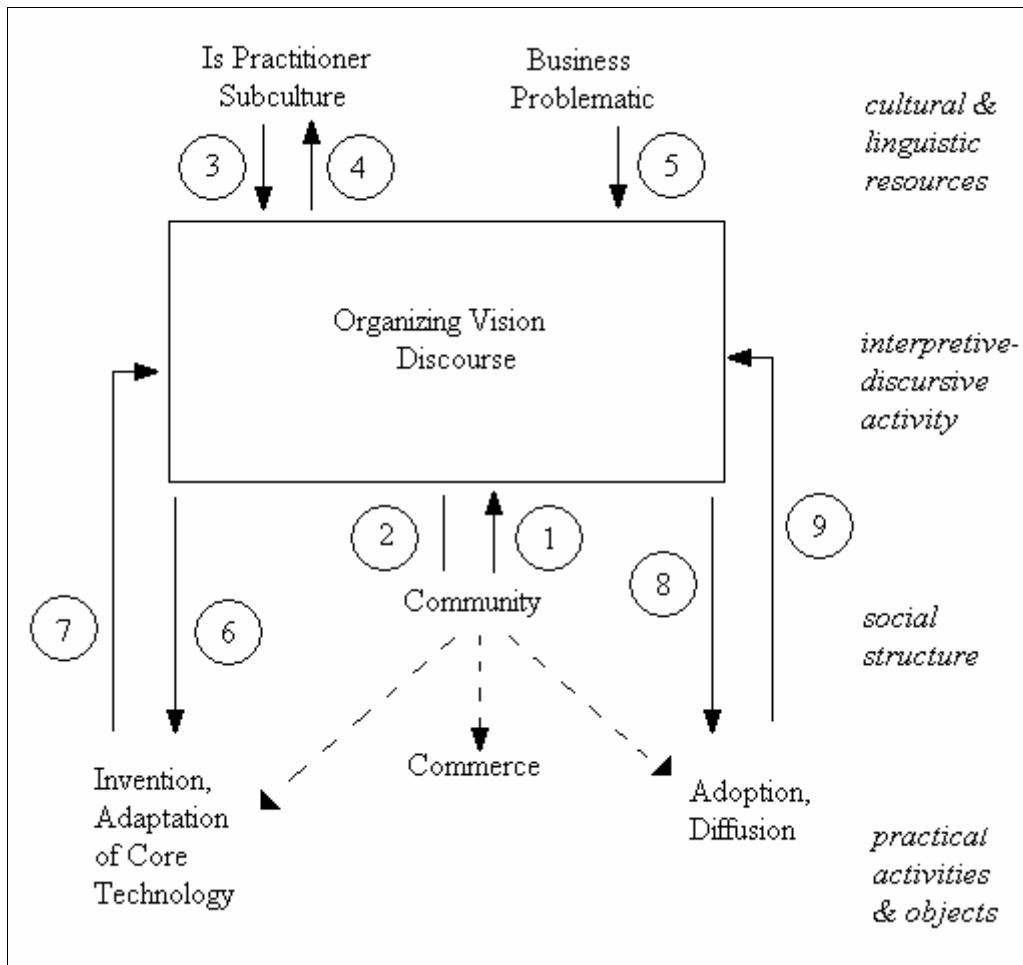 Is Practitioner
Subculture
Business
Problematic
cultural &
linguistic
resources
3
4
5
Organizing Vision
Discourse
interpretive-
discursive
activity
2
1
9
8
Community
7
6
social
structure
Invention,
Adaptation
of Core
Technology
Commerce
Adoption,
Diffusion
practical
activities
& objects